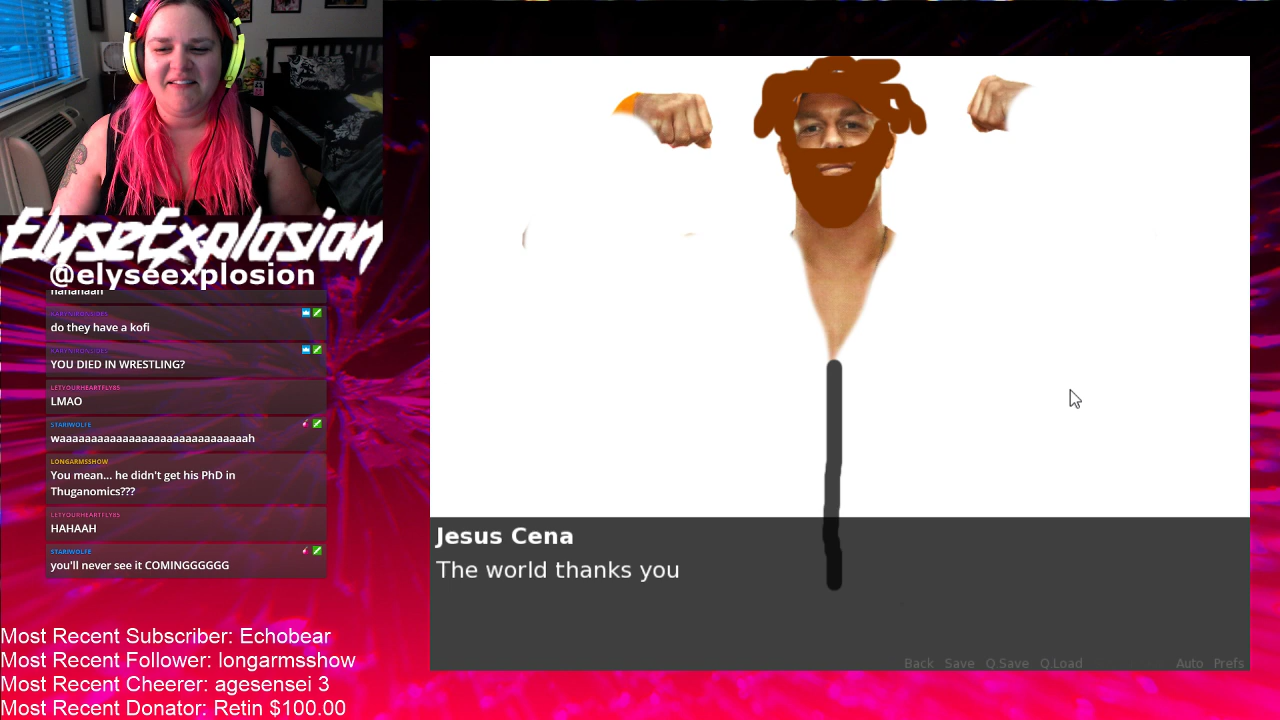 ElyseExplosion
@elyseexplosion
hahahaah
KARYNIRONSIDES
do they have a kofi
KARYNIRONSIDES
YOU DIED IN WRESTLING?
LETYOURHEARTFLY85
LMAO
STARWOLFE
waaaaaaaaaaaaaaaaaaaaaaaaaaaaaah
LONGARMSSHOW
You mean... he didn't get his PhD in
Thuganomics???
LETYOURHEARTFLY85
HAHAAH
STARWOLFE
you'll never see it COMINGGGGGG
Most Recent Subscriber: Echobear
Most Recent Follower: longarmsshow
Most Recent Cheerer: agesensei 3
Most Recent Donator: Retin $100.00
Jesus Cena
The world thanks you
Back Save Q.Save Q.Load Auto Prefs